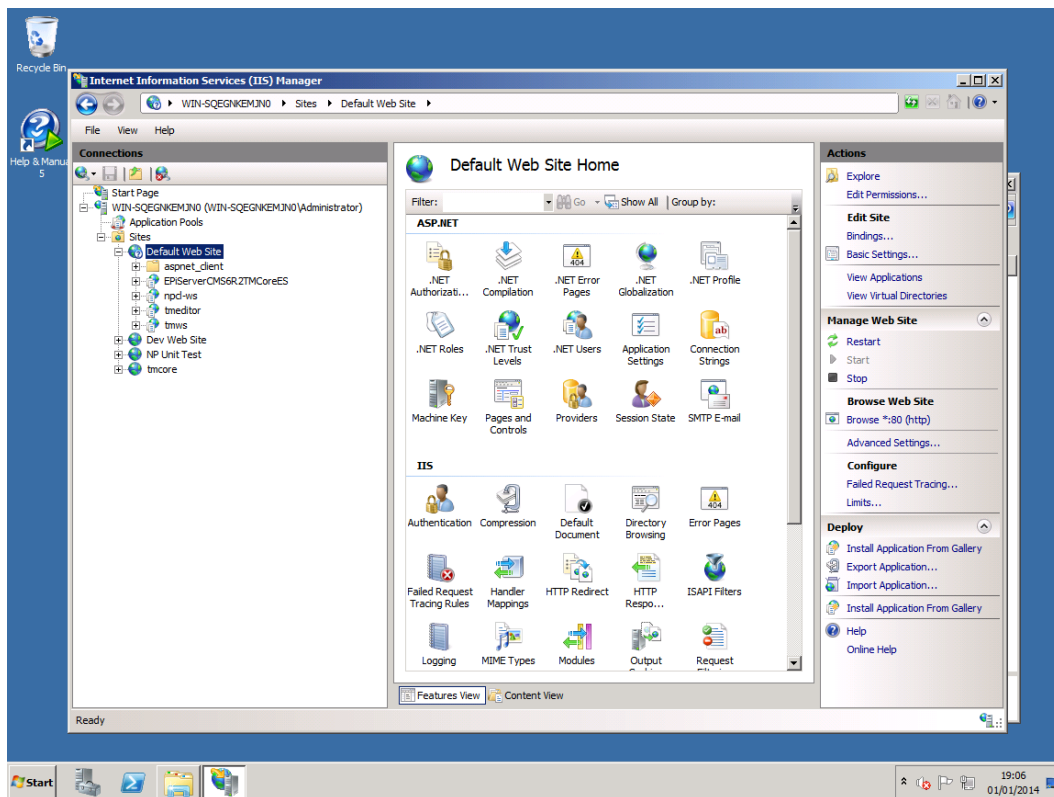 Recycle Bin
Help & Manu
5
Internet Information Services (IIS) Manager
WIN-SQEGNKEMJN0 Sites Default Web Site
File View Help
Connections
Start Page
WIN-SQEGNKEMJN0 (WIN-SQEGNKEMJN0\Administrator)
Application Pools
Sites
Default Web Site
aspnet_client
EPiServerCMS6R2TMCoreES
npd-ws
tmeditor
tmws
Dev Web Site
NP Unit Test
tmcore
Default Web Site Home
Filter: Go Show All Group by:
ASP.NET
.NET Authorizati...
.NET Compilation
.NET Error Pages
404
.NET Globalization
.NET Profile
.NET Roles
.NET Trust Levels
.NET Users
Application Settings
ab
Connection Strings
Machine Key
Pages and Controls
Providers
Session State
SMTP E-mail
IIS
Authentication
Compression
Default Document
Directory Browsing
404
Error Pages
Failed Request Tracing Rules
Handler Mappings
HTTP Redirect
HTTP Respo...
ISAPI Filters
Logging
MIME Types
Modules
Output
Request
Features View Content View
Actions
Explore
Edit Permissions...
Edit Site
Bindings...
Basic Settings...
View Applications
View Virtual Directories
Manage Web Site
Restart
Start
Stop
Browse Web Site
Browse *:80 (http)
Advanced Settings...
Configure
Failed Request Tracing...
Limits...
Deploy
Install Application From Gallery
Export Application...
Import Application...
Install Application From Gallery
Help
Online Help
Ready
Start
19:06
01/01/2014